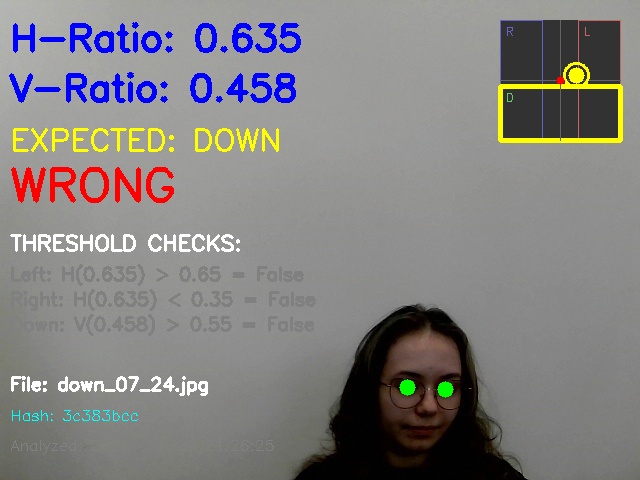 H-Ratio: 0.635
V-Ratio: 0.458
EXPECTED: DOWN
WRONG
THRESHOLD CHECKS:
Left: H(0.635) > 0.65 = False
Right: H(0.635) < 0.35 = False
Down: V(0.458) > 0.55 = False
File: down_07_24.jpg
Hash: 3c383bcc
Analyzed:
R
L
D